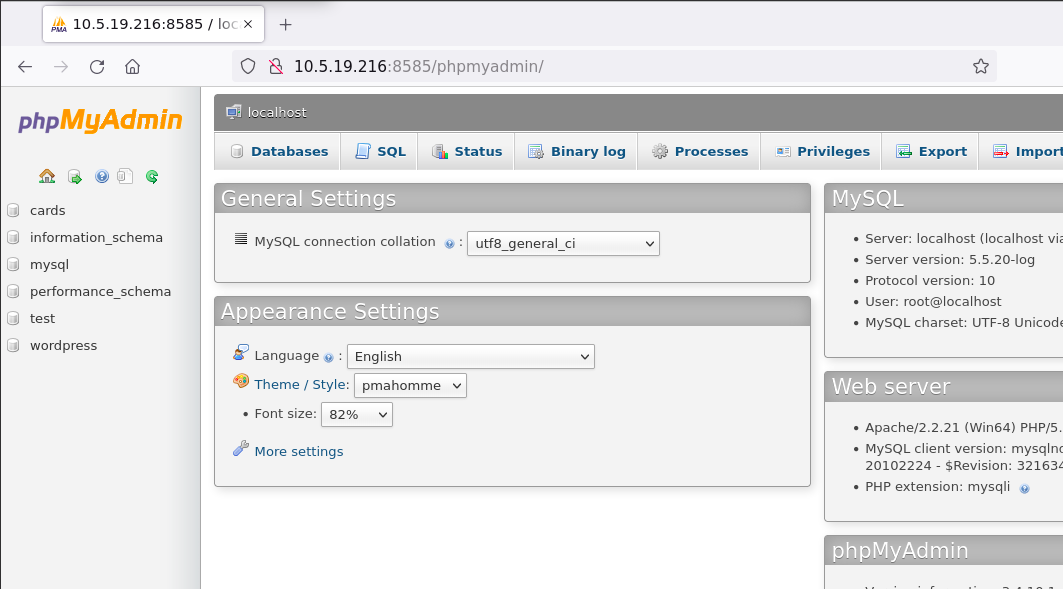 10.5.19.216:8585 / loc
10.5.19.216:8585/phpmyadmin/
phpMyAdmin
cards
information_schema
mysql
performance_schema
test
wordpress
localhost
Databases SQL Status Binary log Processes Privileges Export Import
General Settings
MySQL connection collation : utf8_general_ci
Appearance Settings
Language : English
Theme / Style: pmahomme
• Font size: 82%
More settings
MySQL
• Server: localhost (localhost via
• Server version: 5.5.20-log
• Protocol version: 10
• User: root@localhost
• MySQL charset: UTF-8 Unicode
Web server
• Apache/2.2.21 (Win64) PHP/5.
• MySQL client version: mysqlnd
20102224 - $Revision: 321634
• PHP extension: mysqli
phpMyAdmin